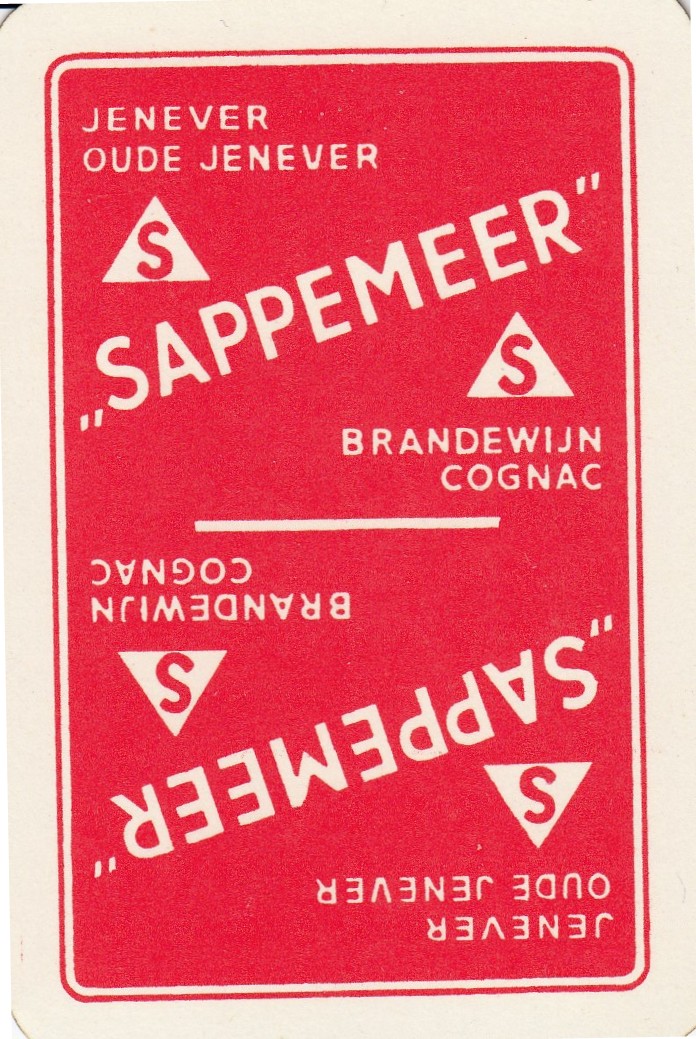 JENEVER
OUDE JENEVER
S
„SAPPEMEER”
S
BRANDEWIJN
COGNAC
JENEVER
OUDE JENEVER
S
„SAPPEMEER”
S
BRANDEWIJN
COGNAC